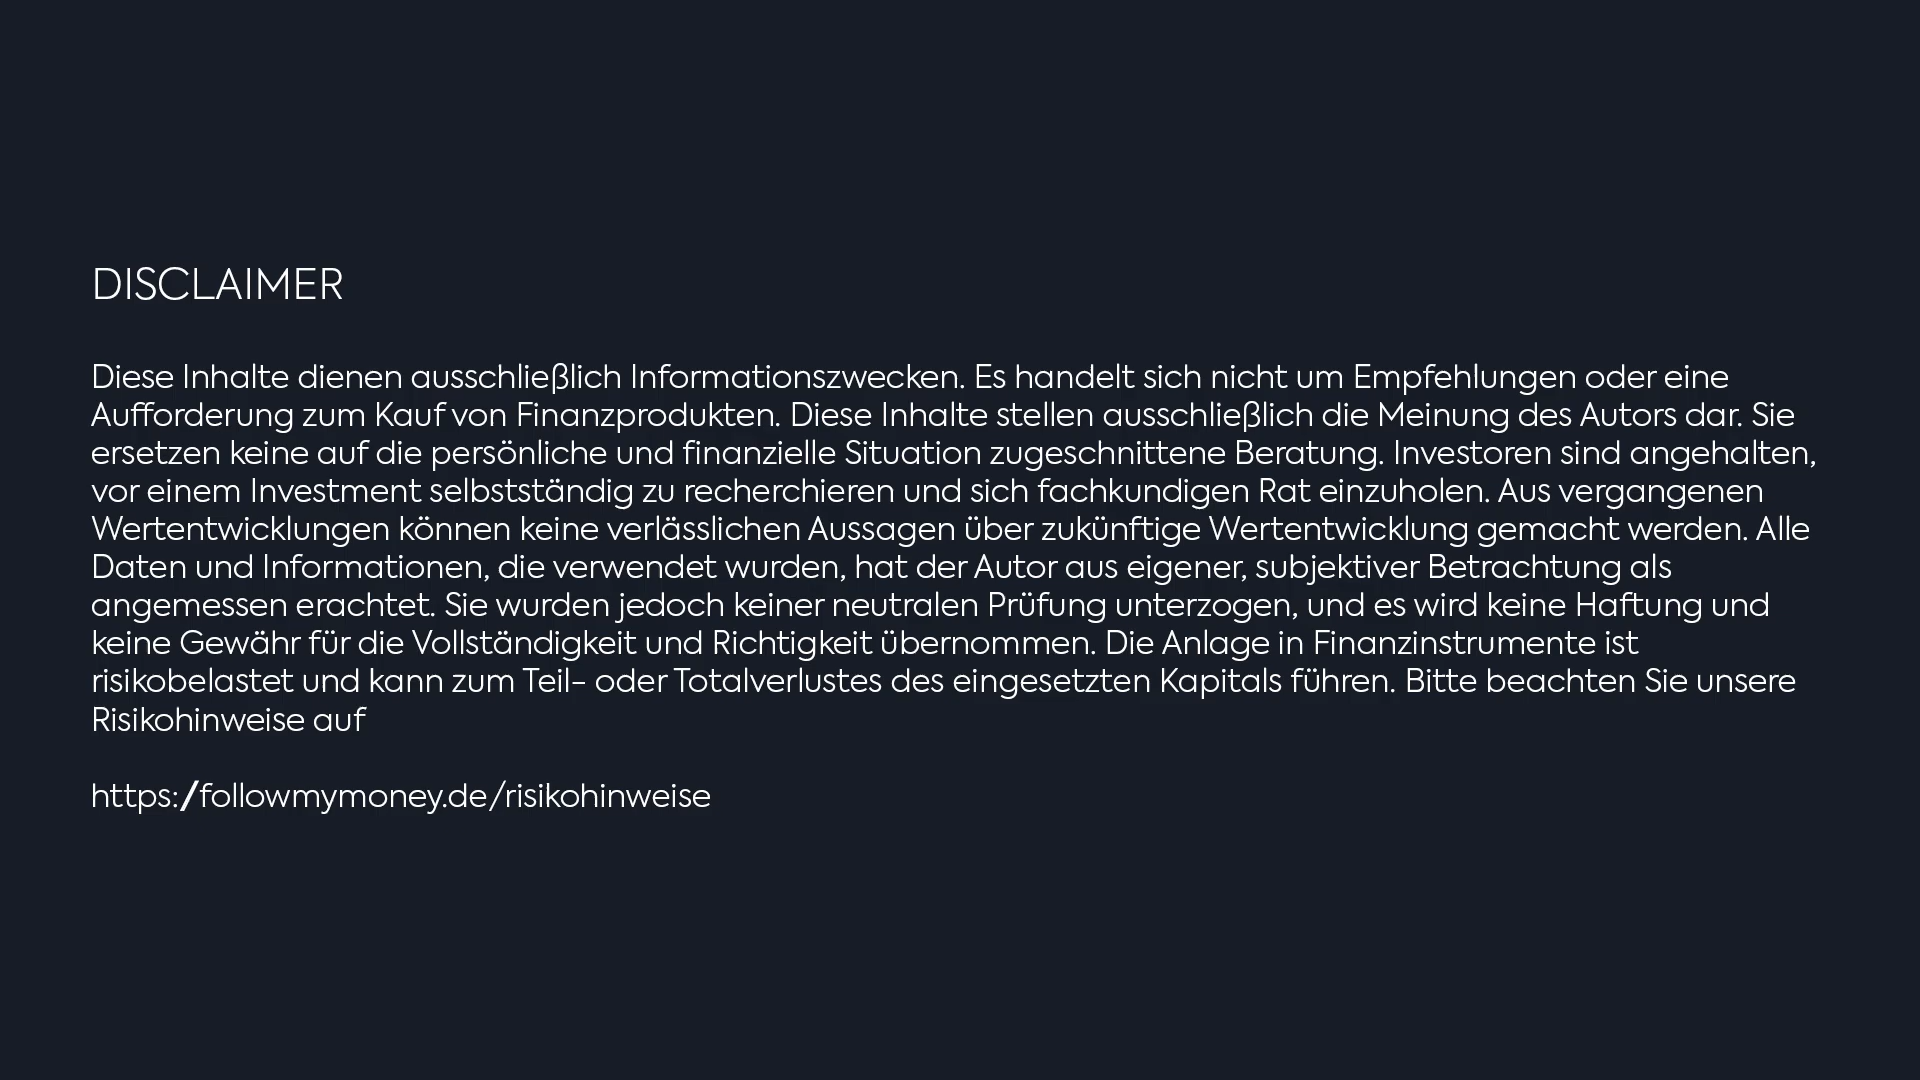 DISCLAIMER
Diese Inhalte dienen ausschließlich Informationszwecken. Es handelt sich nicht um Empfehlungen oder eine
Aufforderung zum Kauf von Finanzprodukten. Diese Inhalte stellen ausschließlich die Meinung des Autors dar. Sie
ersetzen keine auf die persönliche und finanzielle Situation zugeschnittene Beratung. Investoren sind angehalten,
vor einem Investment selbstständig zu recherchieren und sich fachkundigen Rat einzuholen. Aus vergangenen
Wertentwicklungen können keine verlässlichen Aussagen über zukünftige Wertentwicklung gemacht werden. Alle
Daten und Informationen, die verwendet wurden, hat der Autor aus eigener, subjektiver Betrachtung als
angemessen erachtet. Sie wurden jedoch keiner neutralen Prüfung unterzogen, und es wird keine Haftung und
keine Gewähr für die Vollständigkeit und Richtigkeit übernommen. Die Anlage in Finanzinstrumente ist
risikobelastet und kann zum Teil- oder Totalverlustes des eingesetzten Kapitals führen. Bitte beachten Sie unsere
Risikohinweise auf
https://followmymoney.de/risikohinweise